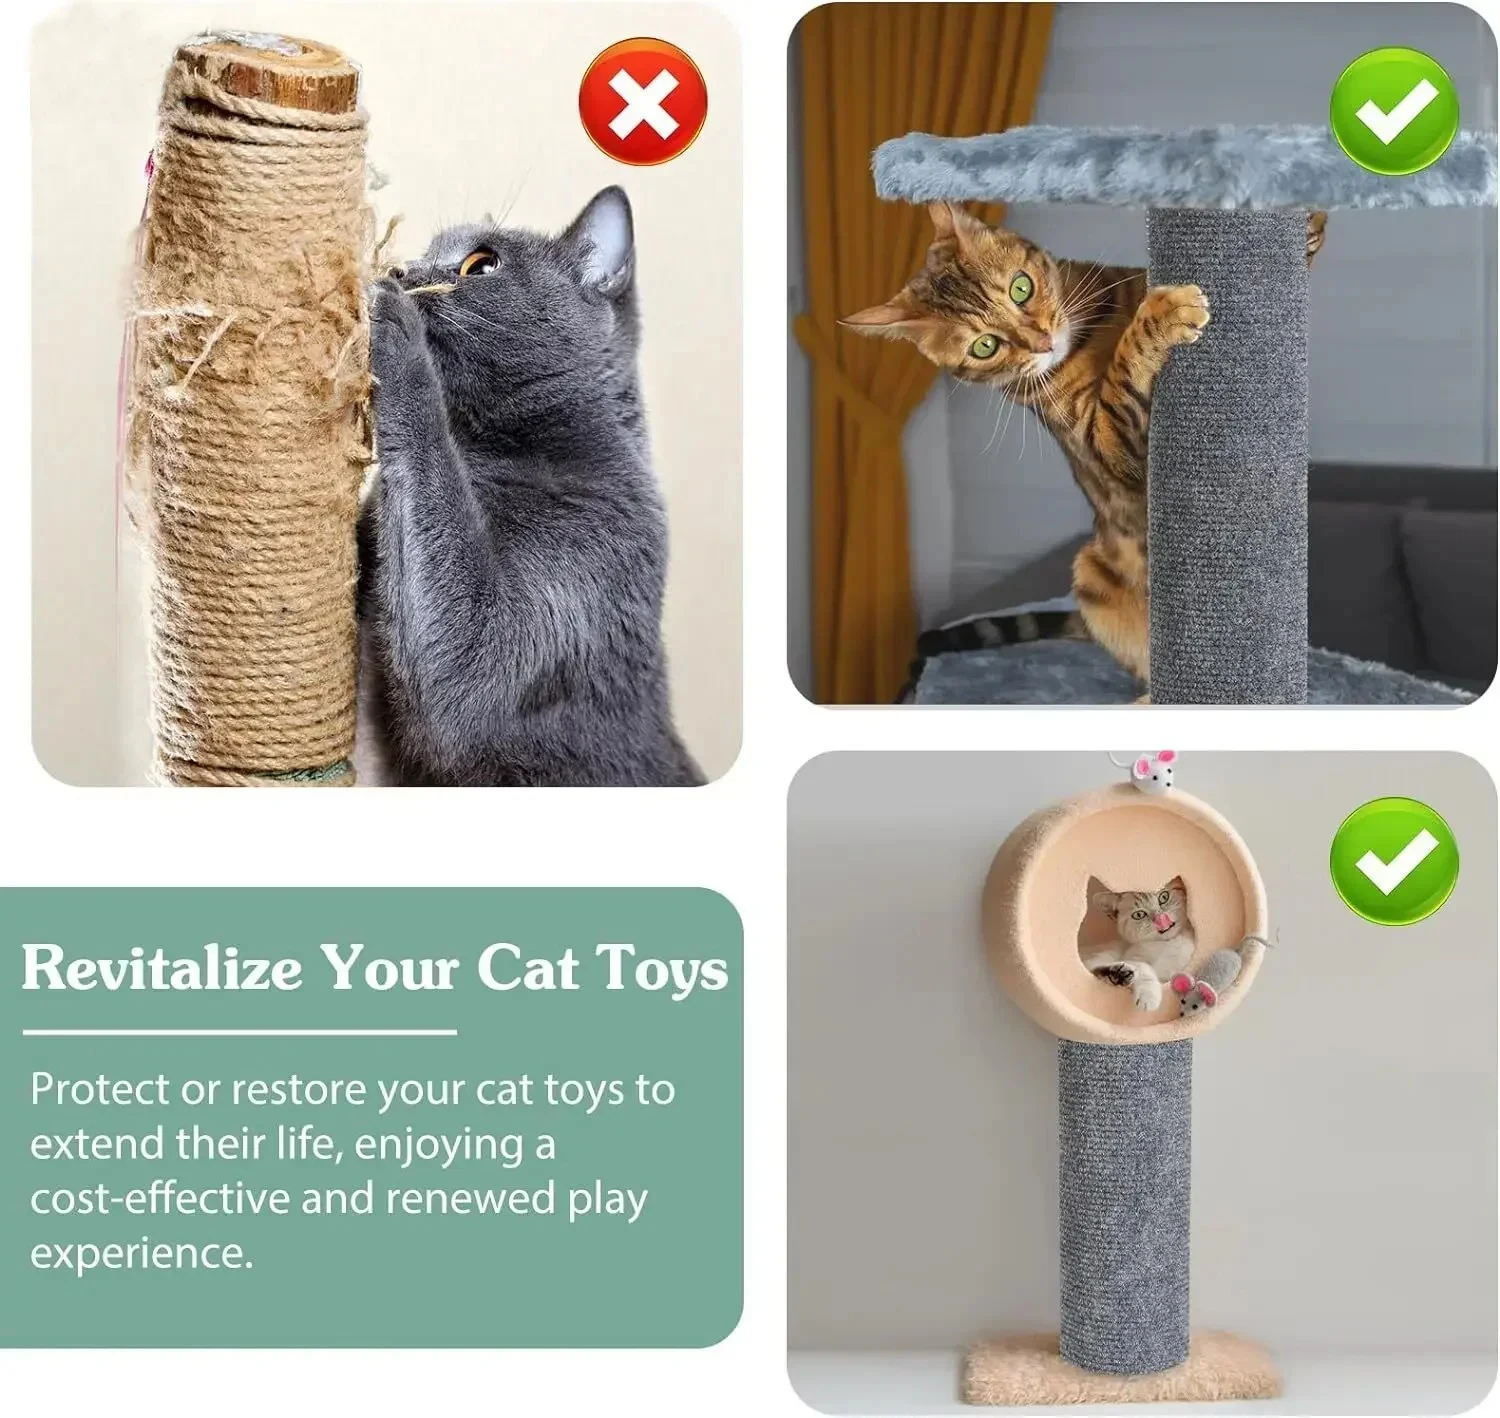 Revitalize Your Cat Toys
Protect or restore your cat toys to
extend their life, enjoying a
cost-effective and renewed play
experience.